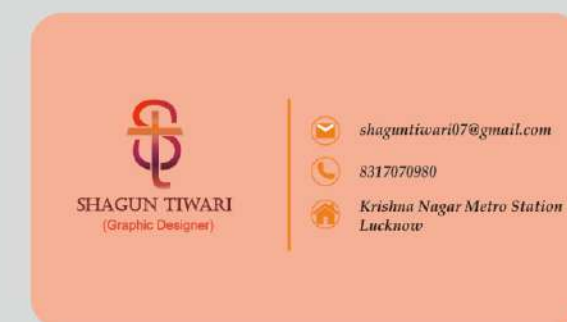 SHAGUN TIWARI
(Graphic Designer)
shaguntiwari07@gmail.com
8317070980
Krishna Nagar Metro Station
Lucknow